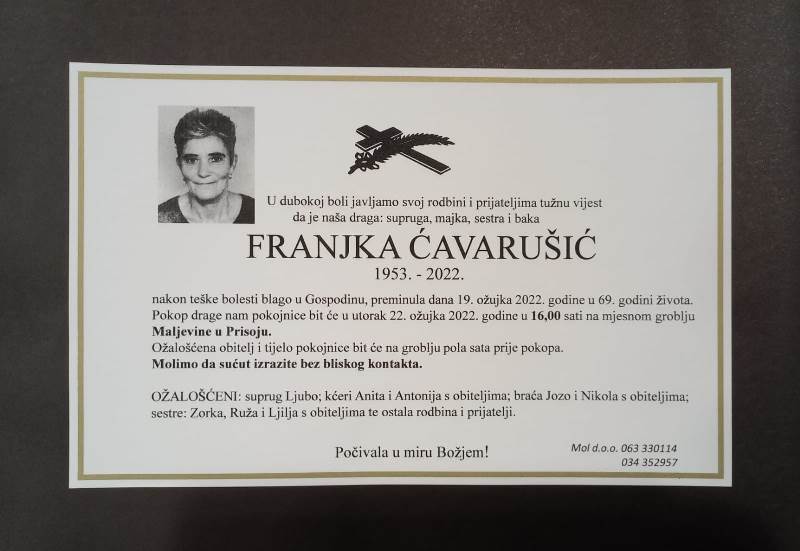 U dubokoj boli javljamo svoj rodbini i prijateljima tužnu vijest
da je naša draga: supruga, majka, sestra i baka
FRANJKA ĆAVARUŠIĆ
1953. - 2022.
nakon teške bolesti blago u Gospodinu, preminula dana 19. ožujka 2022. godine u 69. godini života.
Pokop drage nam pokojnice bit će u utorak 22. ožujka 2022. godine u 16,00 sati na mjesnom groblju
Maljevine u Prisoju.
Ožalošćena obitelj i tijelo pokojnice bit će na groblju pola sata prije pokopa.
Molimo da sućut izrazite bez bliskog kontakta.
OŽALOŠĆENI: suprug Ljubo; kćeri Anita i Antonija s obiteljima; braća Jozo i Nikola s obiteljima;
sestre: Zorka, Ruža i Ljilja s obiteljima te ostala rodbina i prijatelji.
Počivala u miru Božjem!
Mol d.o.o. 063 330114
034 352957